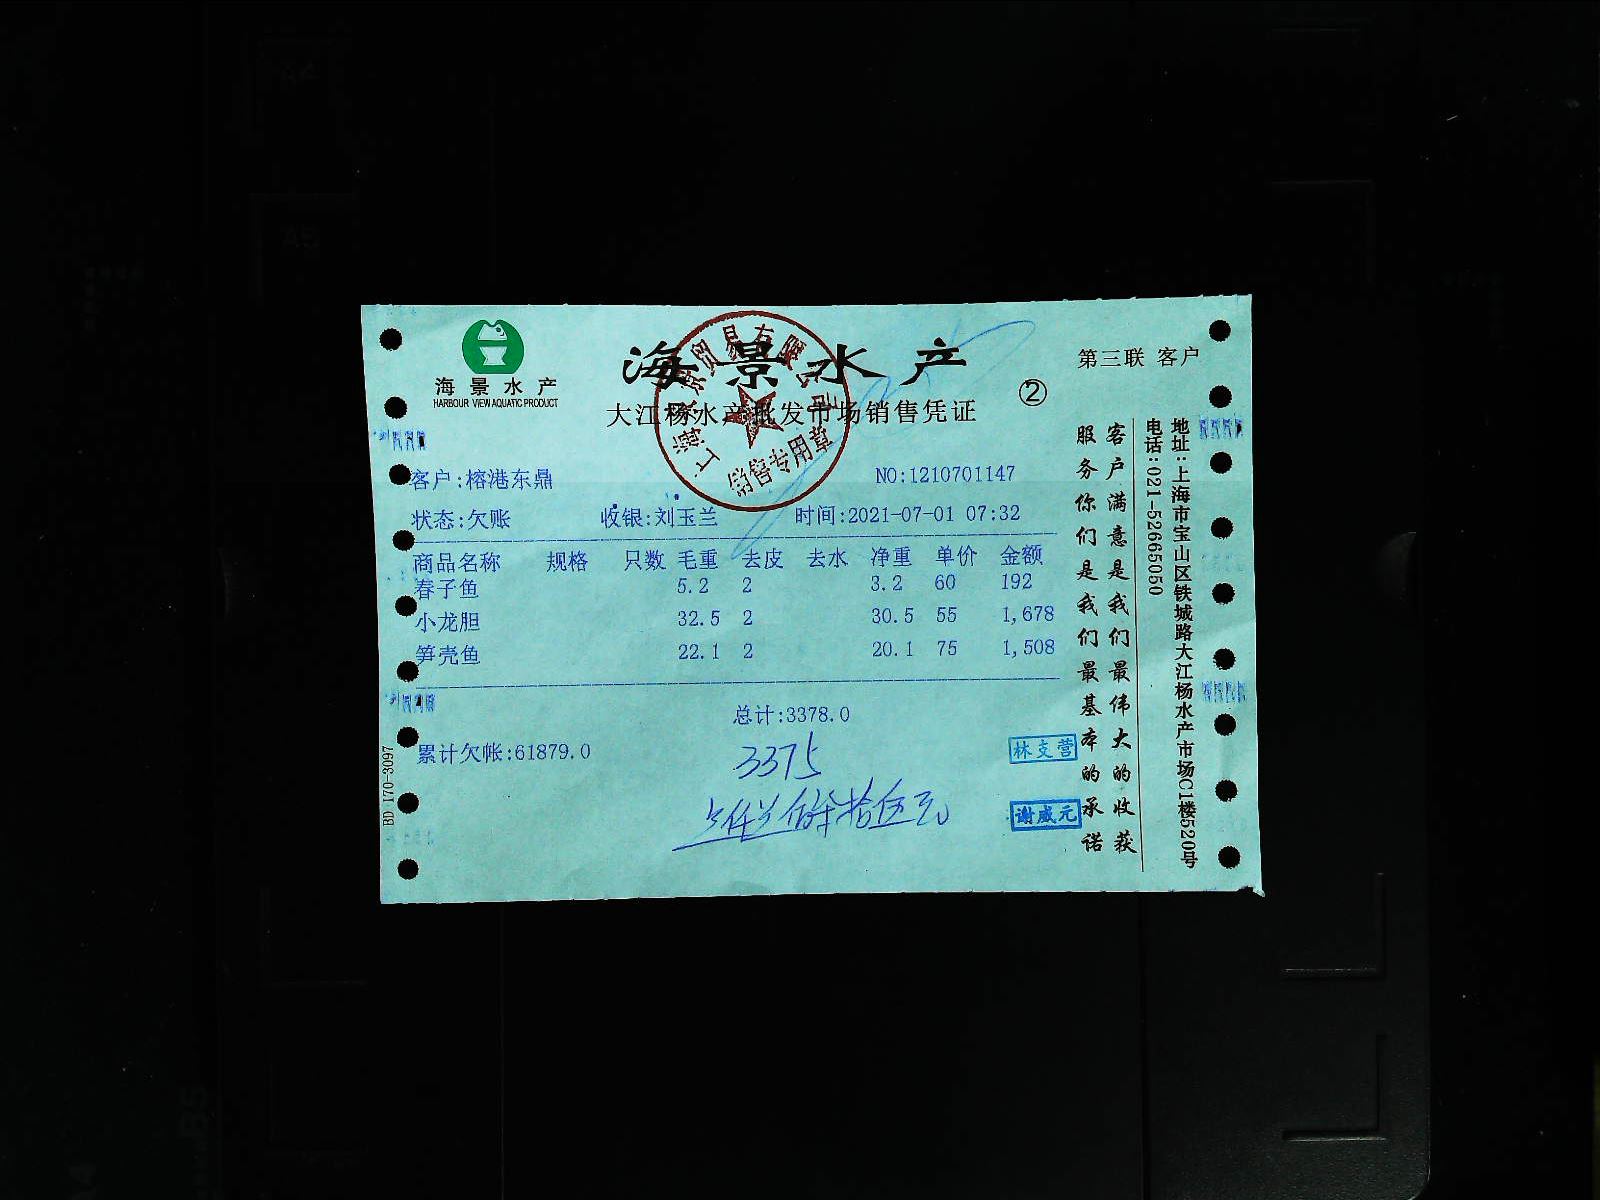 海景水产
HARBOUR VIEW AQUATIC PRODUCT
海景水产
大江杨水产批发市场销售凭证
②
第三联 客户
销售专用章
客户:榕港东鼎 NO:1210701147
状态:欠账 收银:刘玉兰 时间:2021-07-01 07:32
商品名称 规格 只数 毛重 去皮 去水 净重 单价 金额
春子鱼 5.2 2 3.2 60 192
小龙胆 32.5 2 30.5 55 1,678
笋壳鱼 22.1 2 20.1 75 1,508
总计:3378.0
累计欠帐:61879.0
3375
林支营
谢威元
BD 170-3097
客户满意是我们最伟大的收获
服务你们是我们最基本的承诺
地址:上海市宝山区铁城路大江杨水产市场C1楼520号
电话:021-52665050